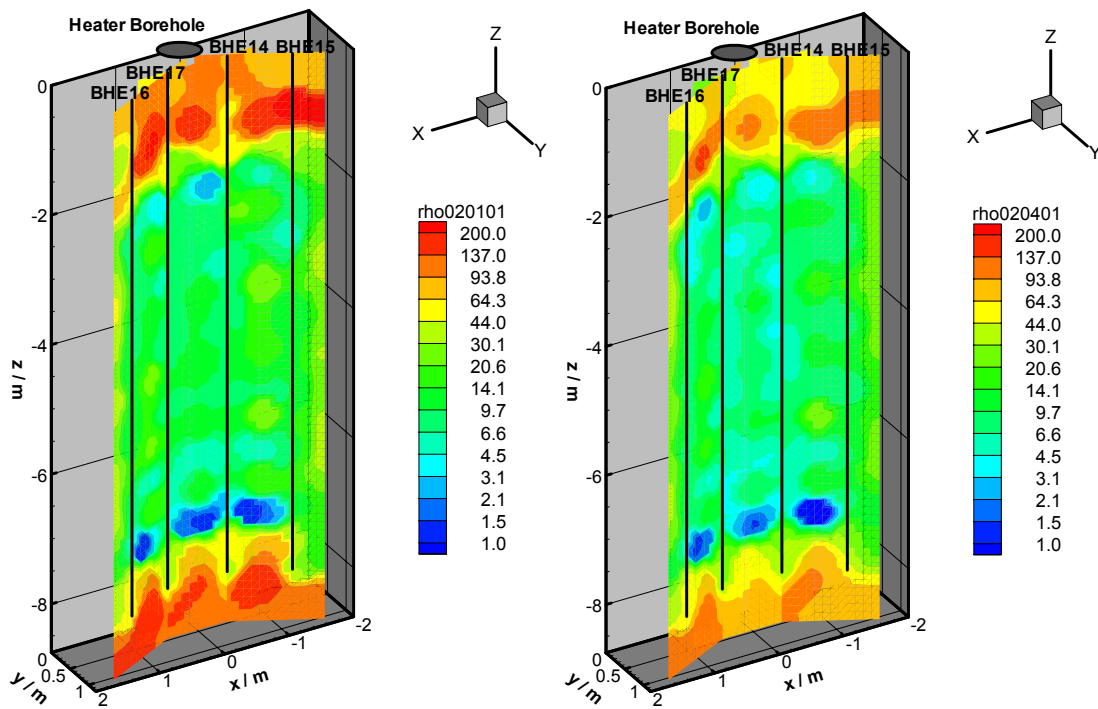 Heater Borehole
BHE14 BHE15
BHE17
BHE16
0
-2
-4
-6
-8
z / m
0
0.5
1
y / m
2
1
0
-1
-2
x / m
Z
X
Y
rho020101
200.0
137.0
93.8
64.3
44.0
30.1
20.6
14.1
9.7
6.6
4.5
3.1
2.1
1.5
1.0
Heater Borehole
BHE14 BHE15
BHE17
BHE16
0
-2
-4
-6
-8
z / m
0
0.5
1
y / m
2
1
0
-1
-2
x / m
Z
X
Y
rho020401
200.0
137.0
93.8
64.3
44.0
30.1
20.6
14.1
9.7
6.6
4.5
3.1
2.1
1.5
1.0